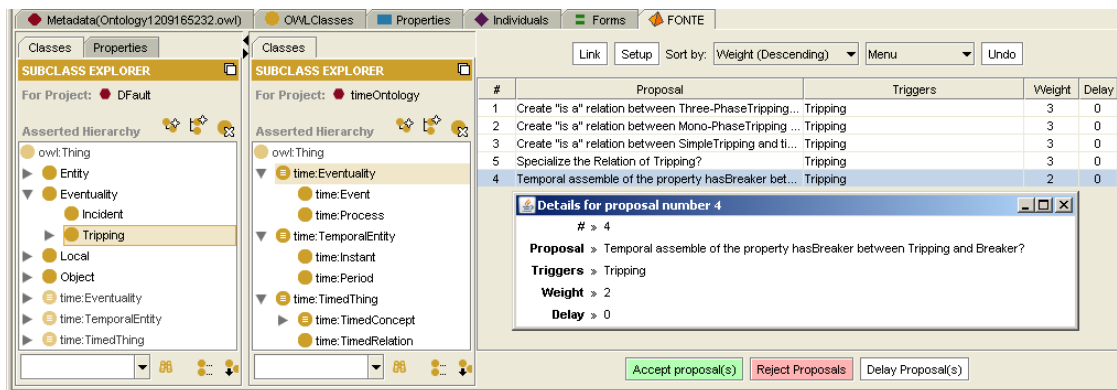 Metadata(Ontology1209165232.owl)
OWLClasses
Properties
Individuals
Forms
FONTE
Classes
Properties
SUBCLASS EXPLORER
For Project: DFault
Asserted Hierarchy
owl:Thing
Entity
Eventuality
Incident
Tripping
Local
Object
time:Eventuality
time:TemporalEntity
time:TimedThing
Classes
SUBCLASS EXPLORER
For Project: timeOntology
Asserted Hierarchy
owl:Thing
time:Eventuality
time:Event
time:Process
time:TemporalEntity
time:Instant
time:Period
time:TimedThing
time:TimedConcept
time:TimedRelation
Link Setup Sort by: Weight (Descending) Menu Undo
# Proposal Triggers Weight Delay
1 Create "is a" relation between Three-PhaseTripping... Tripping 3 0
2 Create "is a" relation between Mono-PhaseTripping ... Tripping 3 0
3 Create "is a" relation between SimpleTripping and ti... Tripping 3 0
5 Specialize the Relation of Tripping? Tripping 3 0
4 Temporal assemble of the property hasBreaker bet... Tripping 2 0
Details for proposal number 4
# » 4
Proposal » Temporal assemble of the property hasBreaker between Tripping and Breaker?
Triggers » Tripping
Weight » 2
Delay » 0
Accept proposal(s) Reject Proposals Delay Proposal(s)